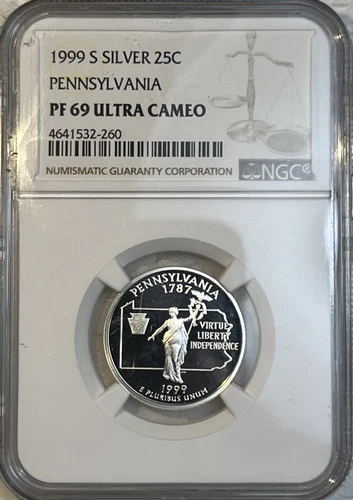 1999 S SILVER 25C
PENNSYLVANIA
PF 69 ULTRA CAMEO
4641532-260
NUMISMATIC GUARANTY CORPORATION
NGC
PENNSYLVANIA
1787
VIRTUE
LIBERTY
INDEPENDENCE
1999
E PLURIBUS UNUM